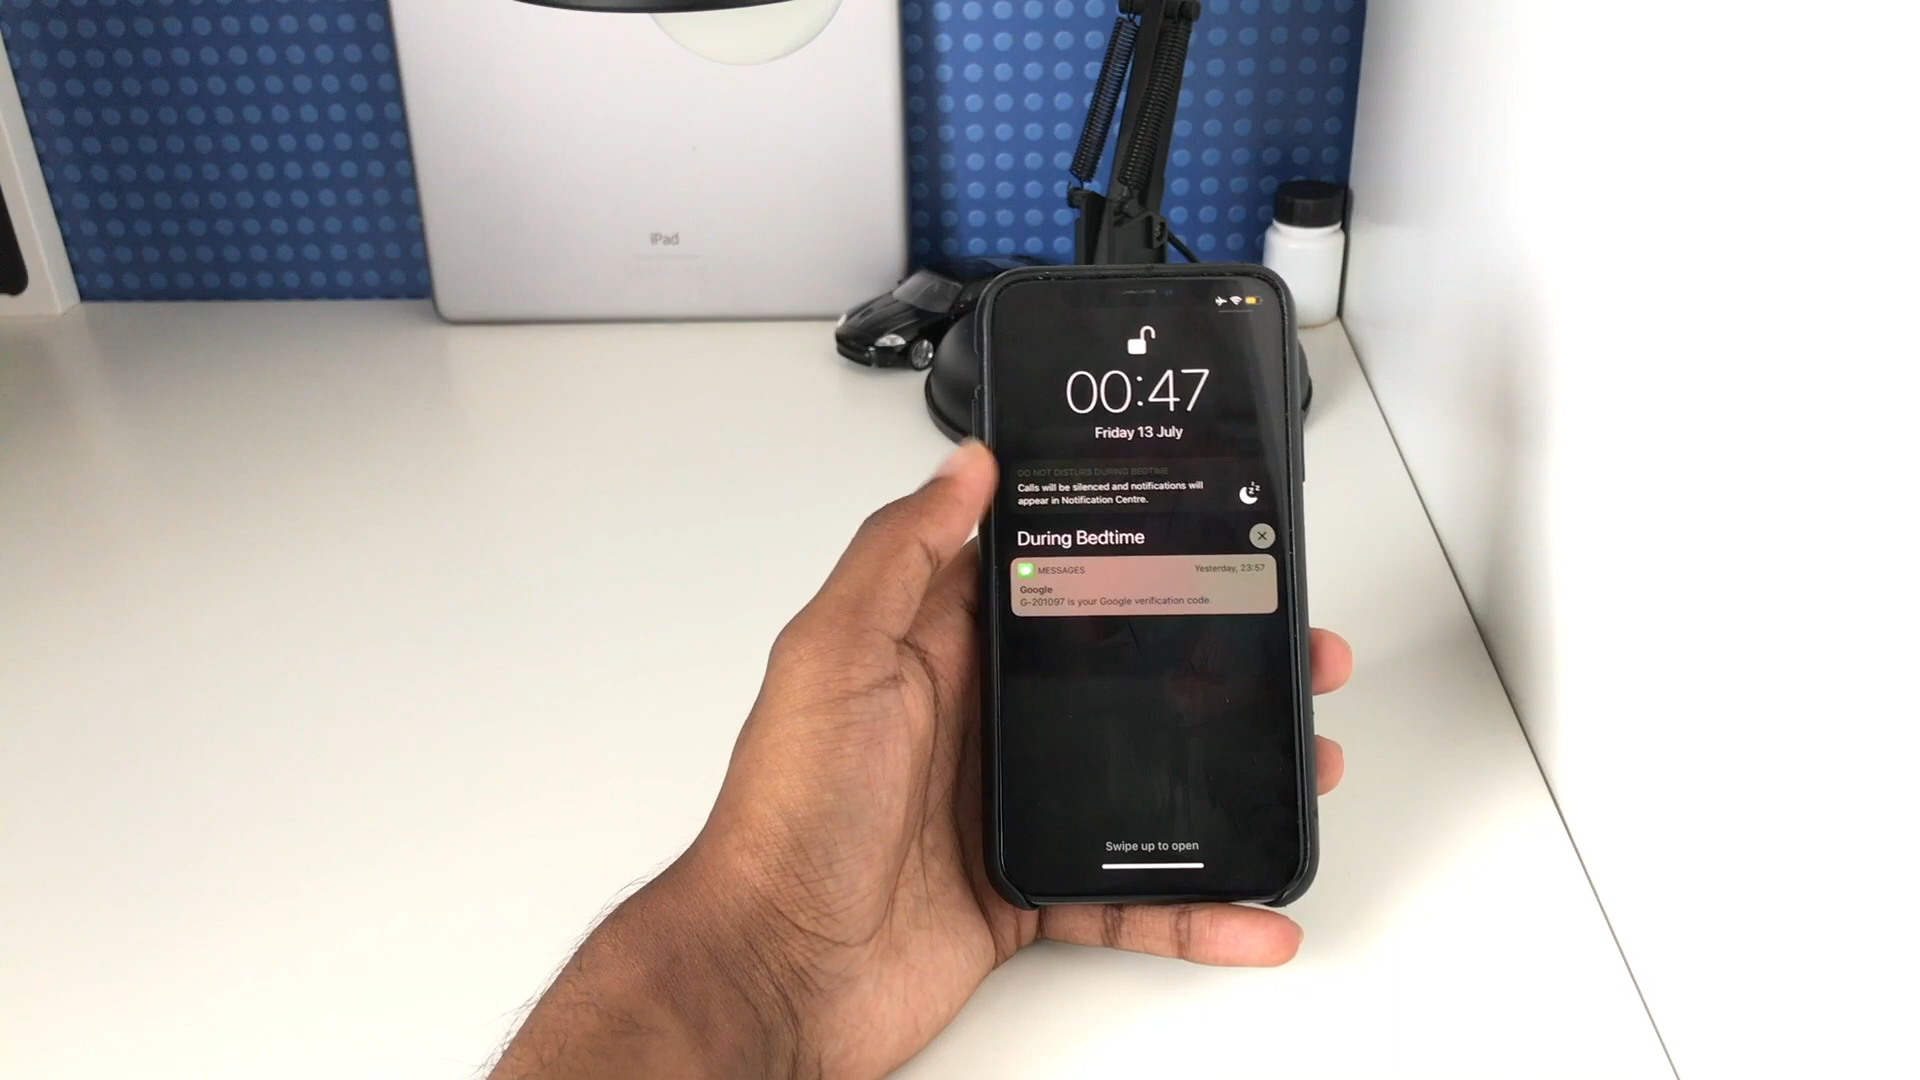 iPad
00:47
Friday 13 July
DO NOT DISTURB DURING BEDTIME
Calls will be silenced and notifications will
appear in Notification Centre.
During Bedtime
MESSAGES Yesterday, 23:57
Google
G-201097 is your Google verification code.
Swipe up to open